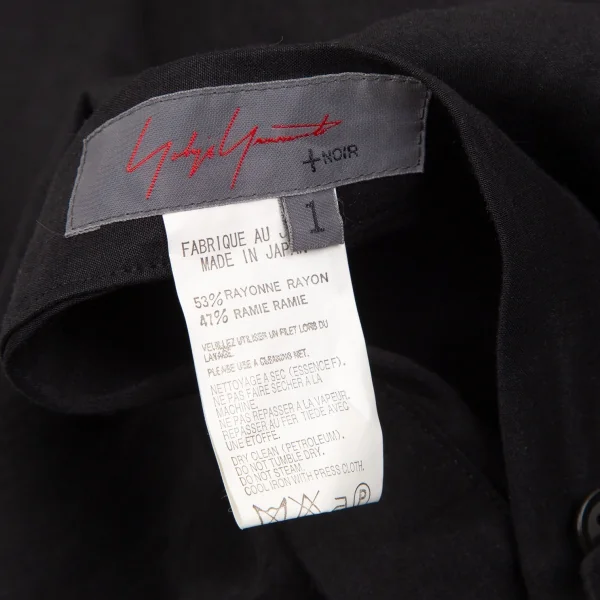 Yohji Yamamoto
+NOIR
1
FABRIQUE AU J
MADE IN JAPAN
53% RAYONNE RAYON
47% RAMIE RAMIE
VEUILLEZ UTILISER UN FILET LORS DU
LAVAGE.
PLEASE USE A CLEANING NET.
NETTOYAGE A SEC (ESSENCE F).
NE PAS FAIRE SECHER A LA
MACHINE.
NE PAS REPASSER A LA VAPEUR.
REPASSER AU FER TIEDE AVEC
UNE ETOFFE.
DRY CLEAN (PETROLEUM).
DO NOT TUMBLE DRY.
DO NOT STEAM.
COOL IRON WITH PRESS CLOTH.
P